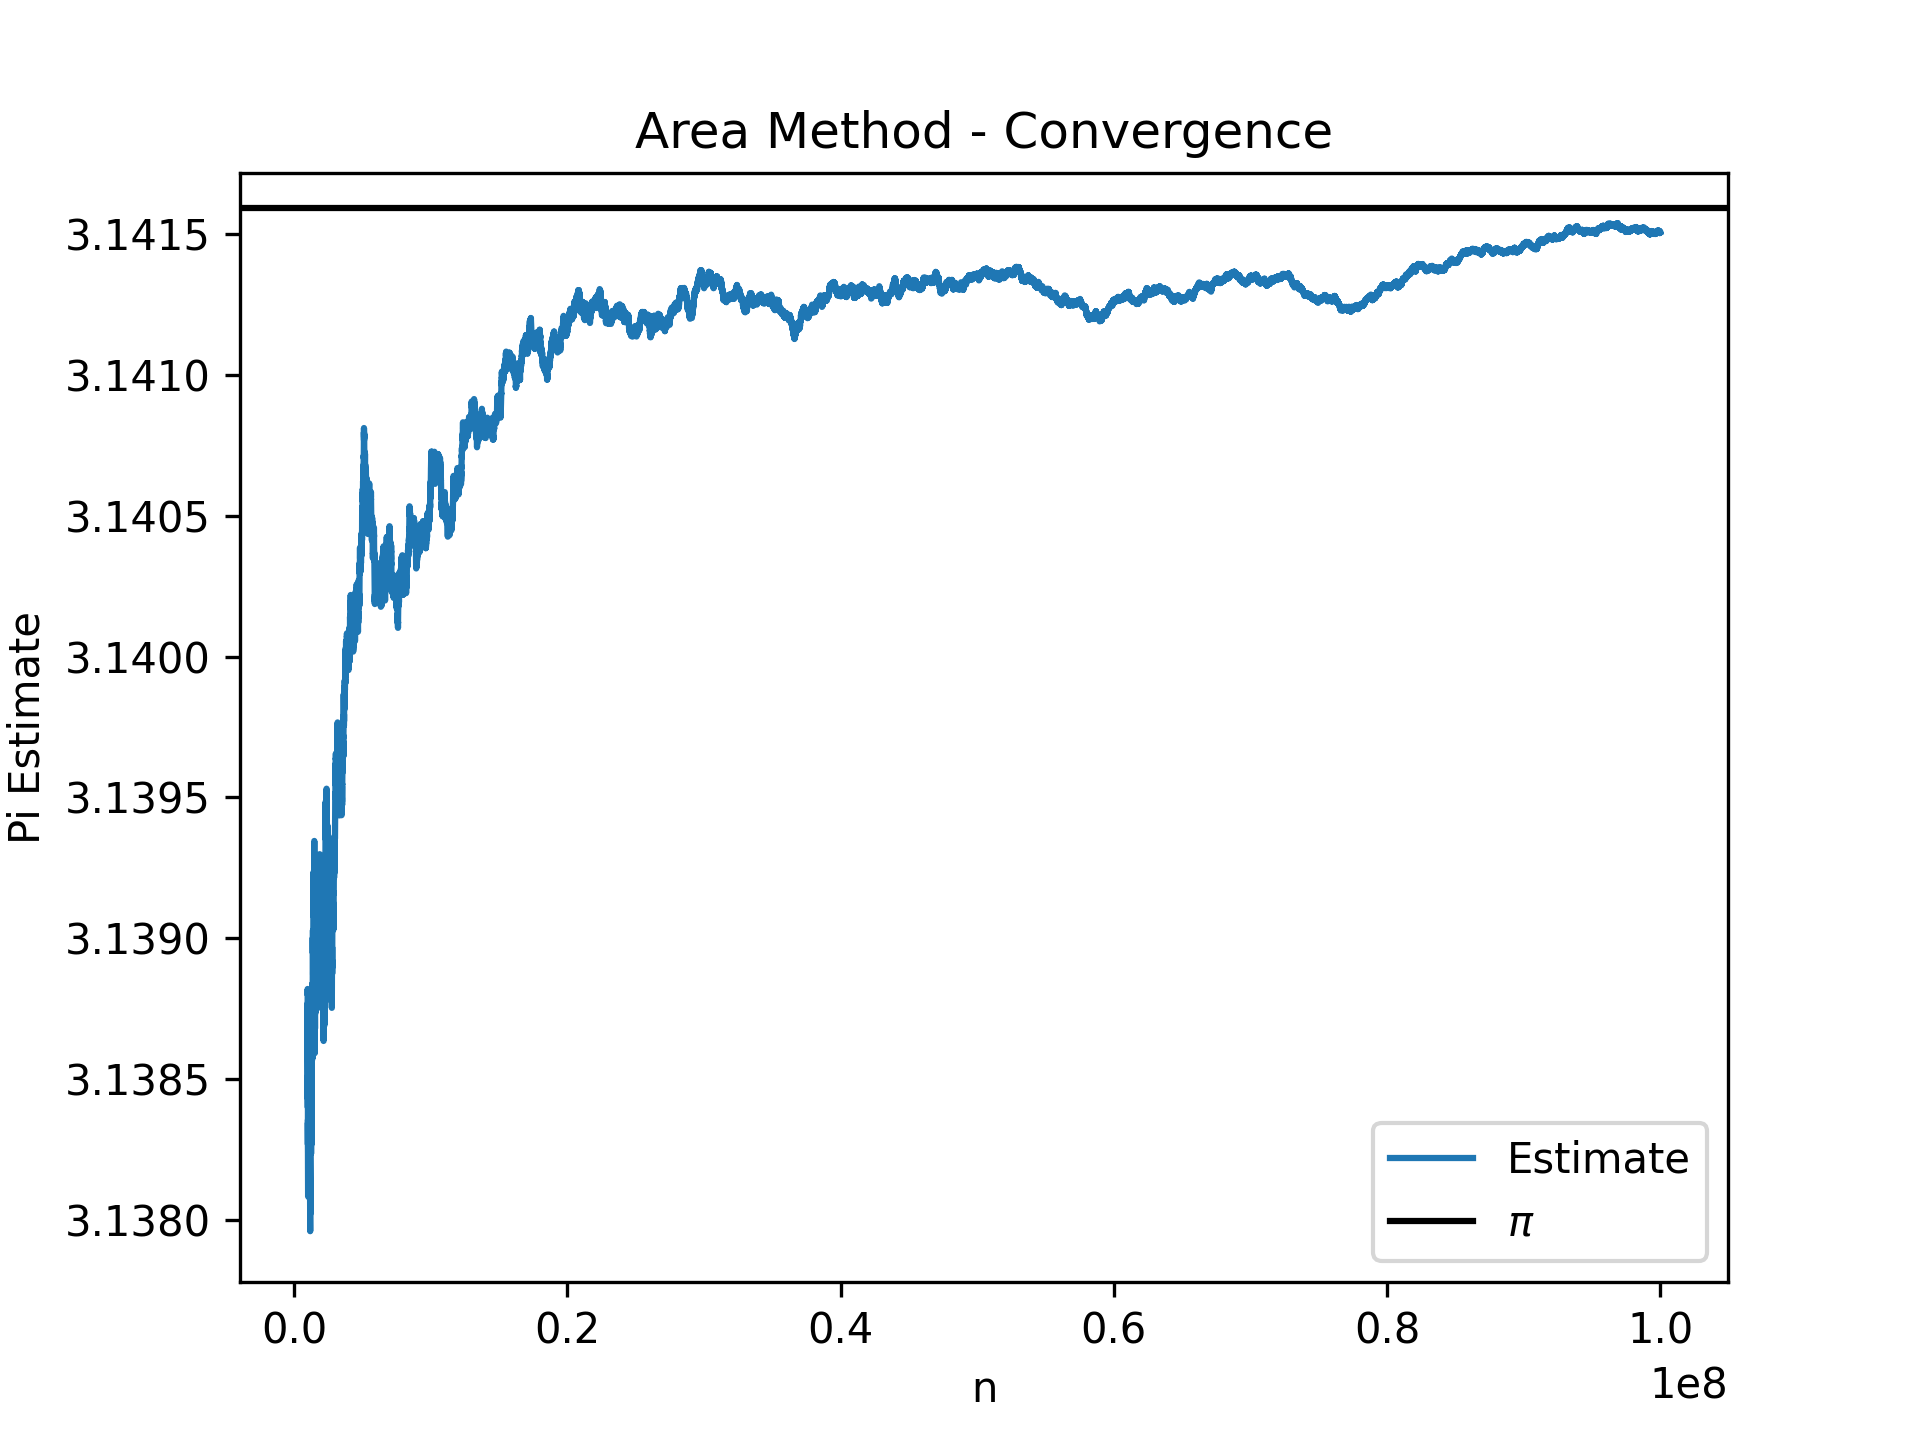 Area Method - Convergence
Pi Estimate
3.1415
3.1410
3.1405
3.1400
3.1395
3.1390
3.1385
3.1380
Estimate
π
0.0 0.2 0.4 0.6 0.8 1.0
1e8
n